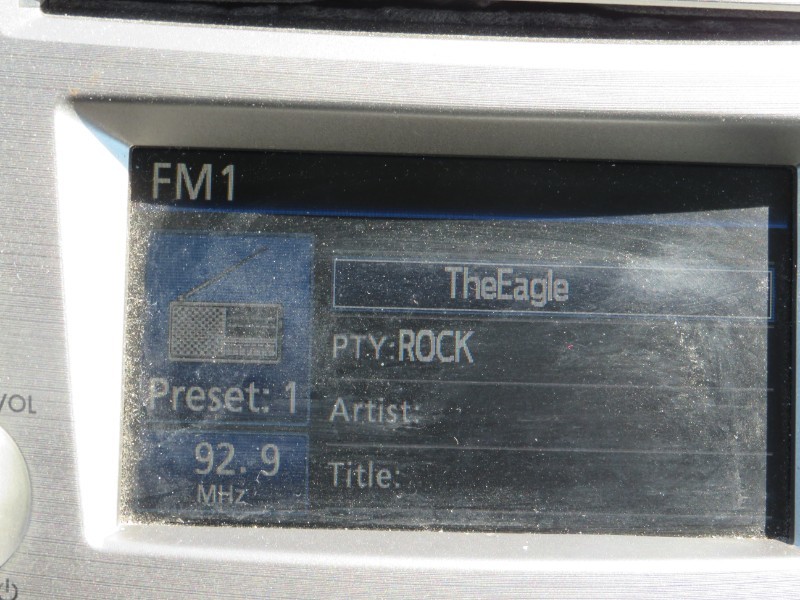 FM1
TheEagle
PTY:ROCK
Preset: 1
Artist:
92.9
MHz
Title:
VOL